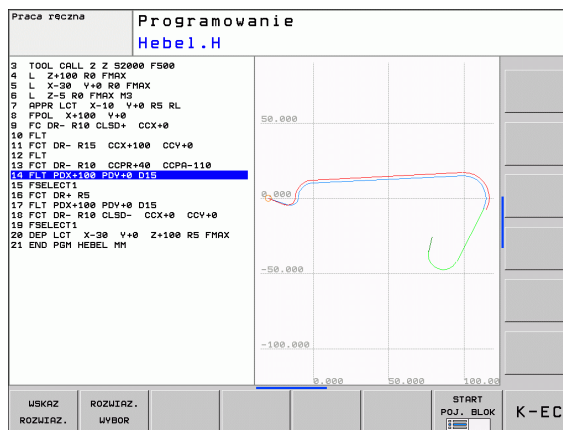 Praca ręczna
Programowanie
Hebel.H
3 TOOL CALL 2 Z S2000 F500
4 L Z+100 R0 FMAX
5 L X-30 Y+0 R0 FMAX
6 L Z-5 R0 FMAX M3
7 APPR LCT X-10 Y+0 R5 RL
8 FPOL X+100 Y+0
9 FC DR- R10 CLSD+ CCX+0
10 FLT
11 FCT DR- R15 CCX+100 CCY+0
12 FLT
13 FCT DR- R10 CCPR+40 CCPA-110
14 FLT PDX+100 PDY+0 D15
15 FSELECT1
16 FCT DR+ R5
17 FLT PDX+100 PDY+0 D15
18 FCT DR- R10 CLSD- CCX+0 CCY+0
19 FSELECT1
20 DEP LCT X-30 Y+0 Z+100 R5 FMAX
21 END PGM HEBEL MM
50.000
0.000
-50.000
-100.000
0.000 50.000 100.00
WSKAZ ROZWIAZ.
ROZWIAZ. WYBOR
START POJ. BLOK
K-EC